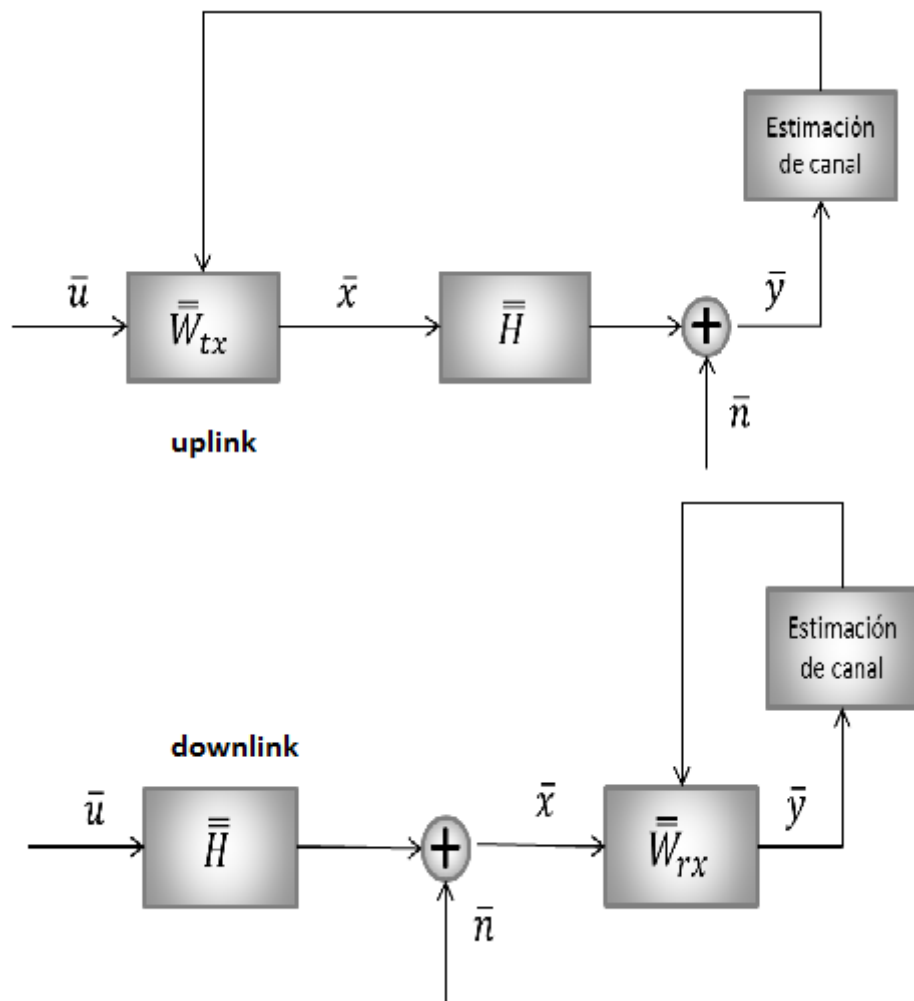 Estimación
de canal
ū
W̿tx
x̄
H̿
+
ȳ
n̄
uplink
Estimación
de canal
downlink
ū
H̿
+
x̄
W̿rx
ȳ
n̄